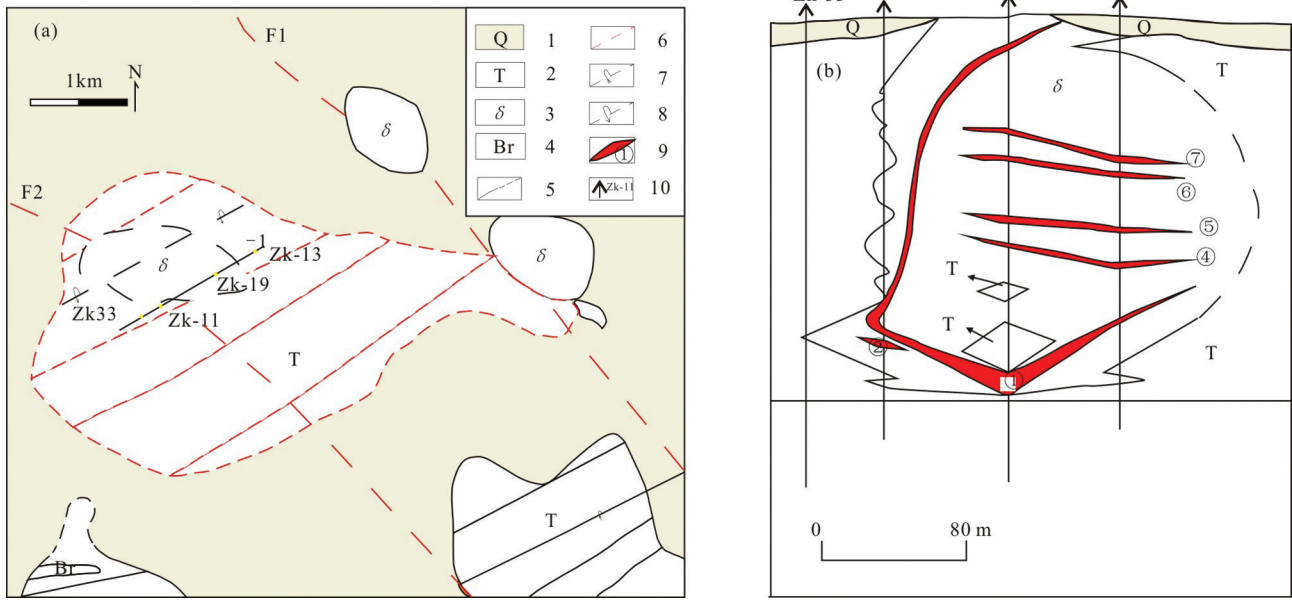 (a)
F1
1km
N
Q 1
T 2
δ 3
Br 4
5
6
7
8
① 9
Zk-11 10
δ
F2
δ
-1
Zk-13
δ
Zk-19
Zk33
Zk-11
T
T
Br
Q
Q
(b)
T
δ
⑦
⑥
⑤
④
T
T
②
T
①
0 80 m